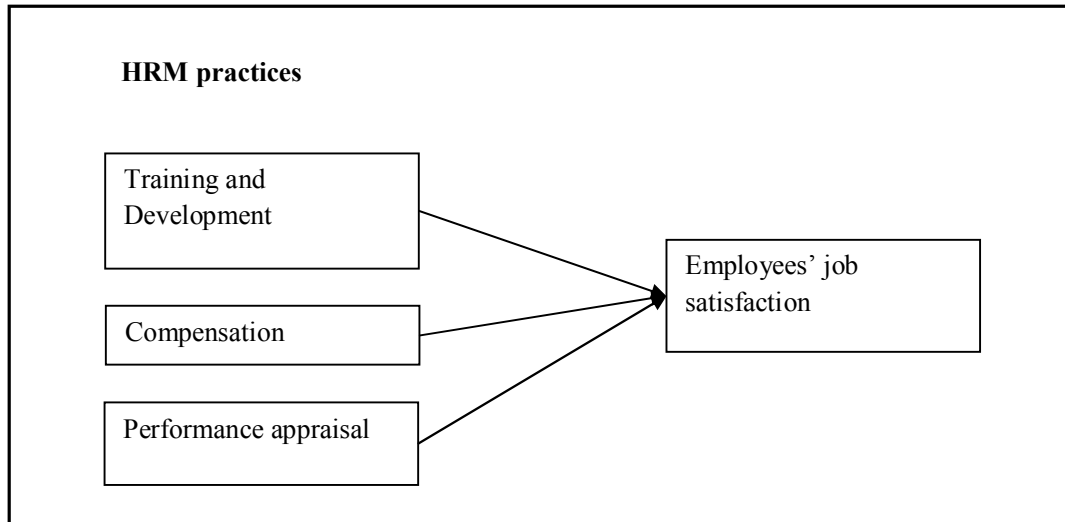 HRM practices
Training and
Development
Compensation
Performance appraisal
Employees’ job
satisfaction